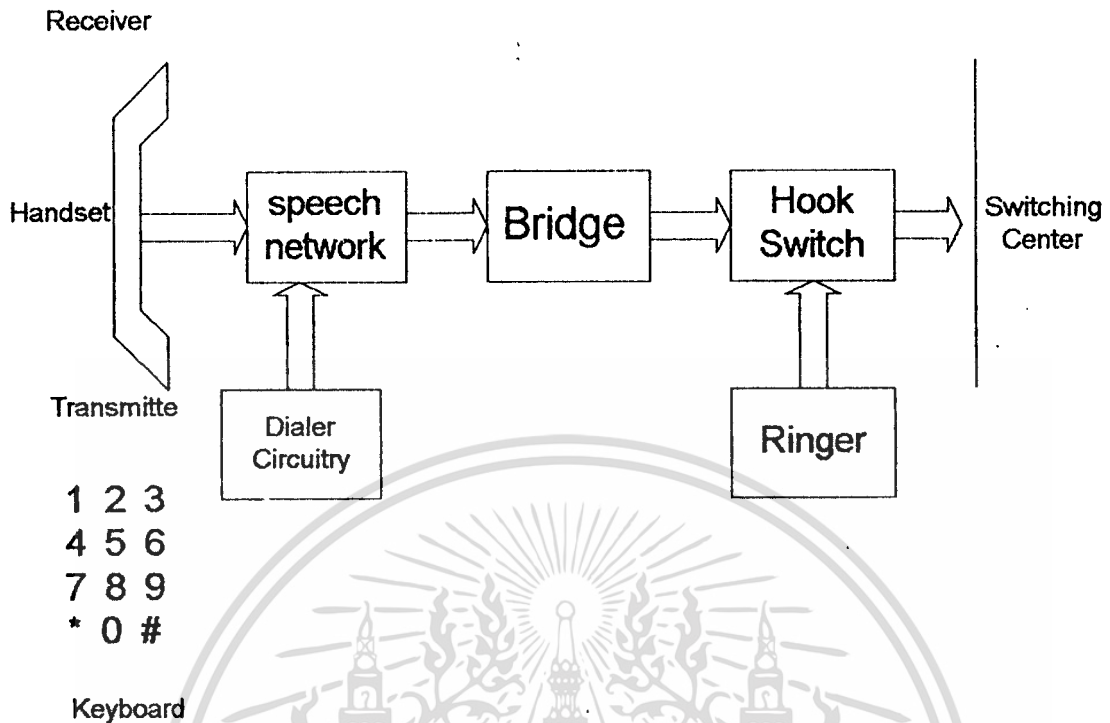 Receiver
Handset
speech
network
Bridge
Hook
Switch
Switching
Center
Transmitte
Dialer
Circuitry
Ringer
1 2 3
4 5 6
7 8 9
* 0 #
Keyboard